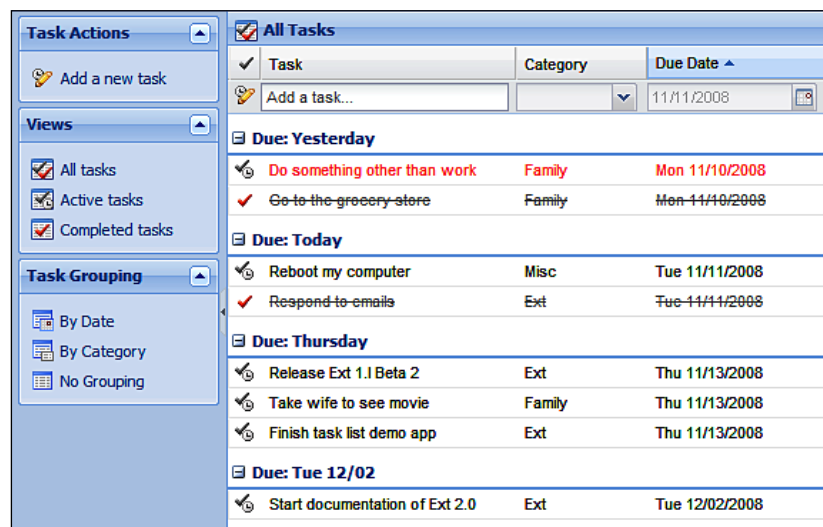 Task Actions
Add a new task
Views
All tasks
Active tasks
Completed tasks
Task Grouping
By Date
By Category
No Grouping
All Tasks
Task Category Due Date
Add a task... 11/11/2008
Due: Yesterday
Do something other than work Family Mon 11/10/2008
Go to the grocery store Family Mon 11/10/2008
Due: Today
Reboot my computer Misc Tue 11/11/2008
Respond to emails Ext Tue 11/11/2008
Due: Thursday
Release Ext 1.l Beta 2 Ext Thu 11/13/2008
Take wife to see movie Family Thu 11/13/2008
Finish task list demo app Ext Thu 11/13/2008
Due: Tue 12/02
Start documentation of Ext 2.0 Ext Tue 12/02/2008